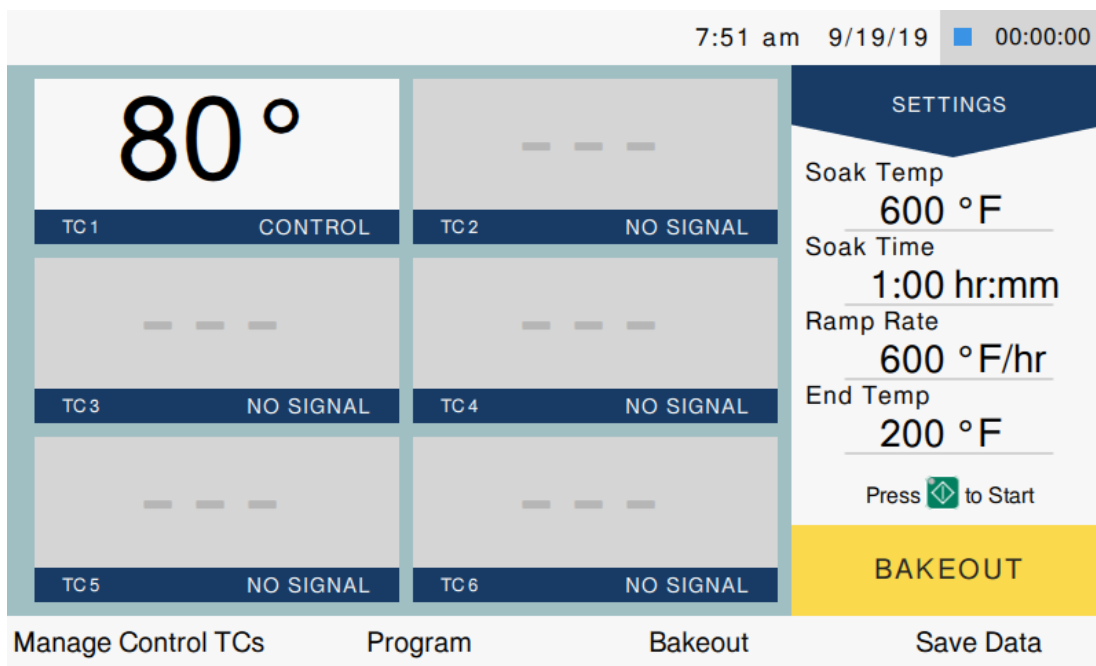 7:51 am 9/19/19 00:00:00
80°
TC1 CONTROL
– – –
TC2 NO SIGNAL
– – –
TC3 NO SIGNAL
– – –
TC4 NO SIGNAL
– – –
TC5 NO SIGNAL
– – –
TC6 NO SIGNAL
SETTINGS
Soak Temp
600 °F
Soak Time
1:00 hr:mm
Ramp Rate
600 °F/hr
End Temp
200 °F
Press to Start
BAKEOUT
Manage Control TCs Program Bakeout Save Data